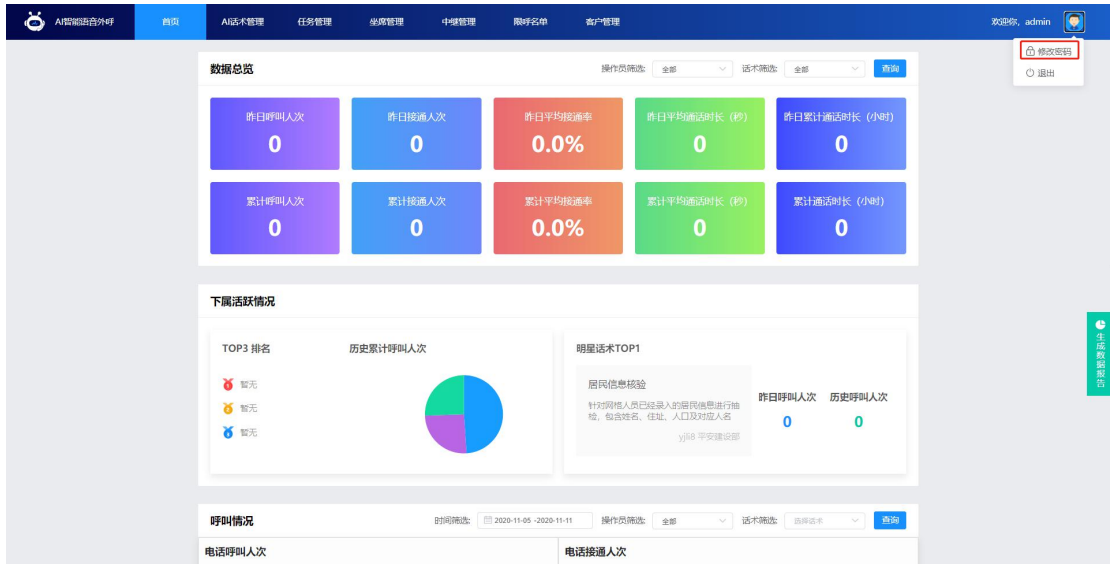 AI智能语音外呼 首页 AI话术管理 任务管理 坐席管理 中继管理 限呼名单 客户管理 欢迎你, admin
修改密码
退出
数据总览 操作员筛选: 全部 话术筛选: 全部 查询
昨日呼叫人次 昨日接通人次 昨日平均接通率 昨日平均通话时长 (秒) 昨日累计通话时长 (小时)
0 0 0.0% 0 0
累计呼叫人次 累计接通人次 累计平均接通率 累计平均通话时长 (秒) 累计通话时长 (小时)
0 0 0.0% 0 0
下属活跃情况
TOP3 排名 历史累计呼叫人次 明星话术TOP1
暂无
暂无
暂无
居民信息核验
针对网格人员已经录入的居民信息进行抽
检, 包含姓名、住址、人口及对应人名
yjli8 平安建设部
昨日呼叫人次 历史呼叫人次
0 0
生成数据报告
呼叫情况 时间筛选: 2020-11-05 -2020-11-11 操作员筛选: 全部 话术筛选: 选择话术 查询
电话呼叫人次 电话接通人次